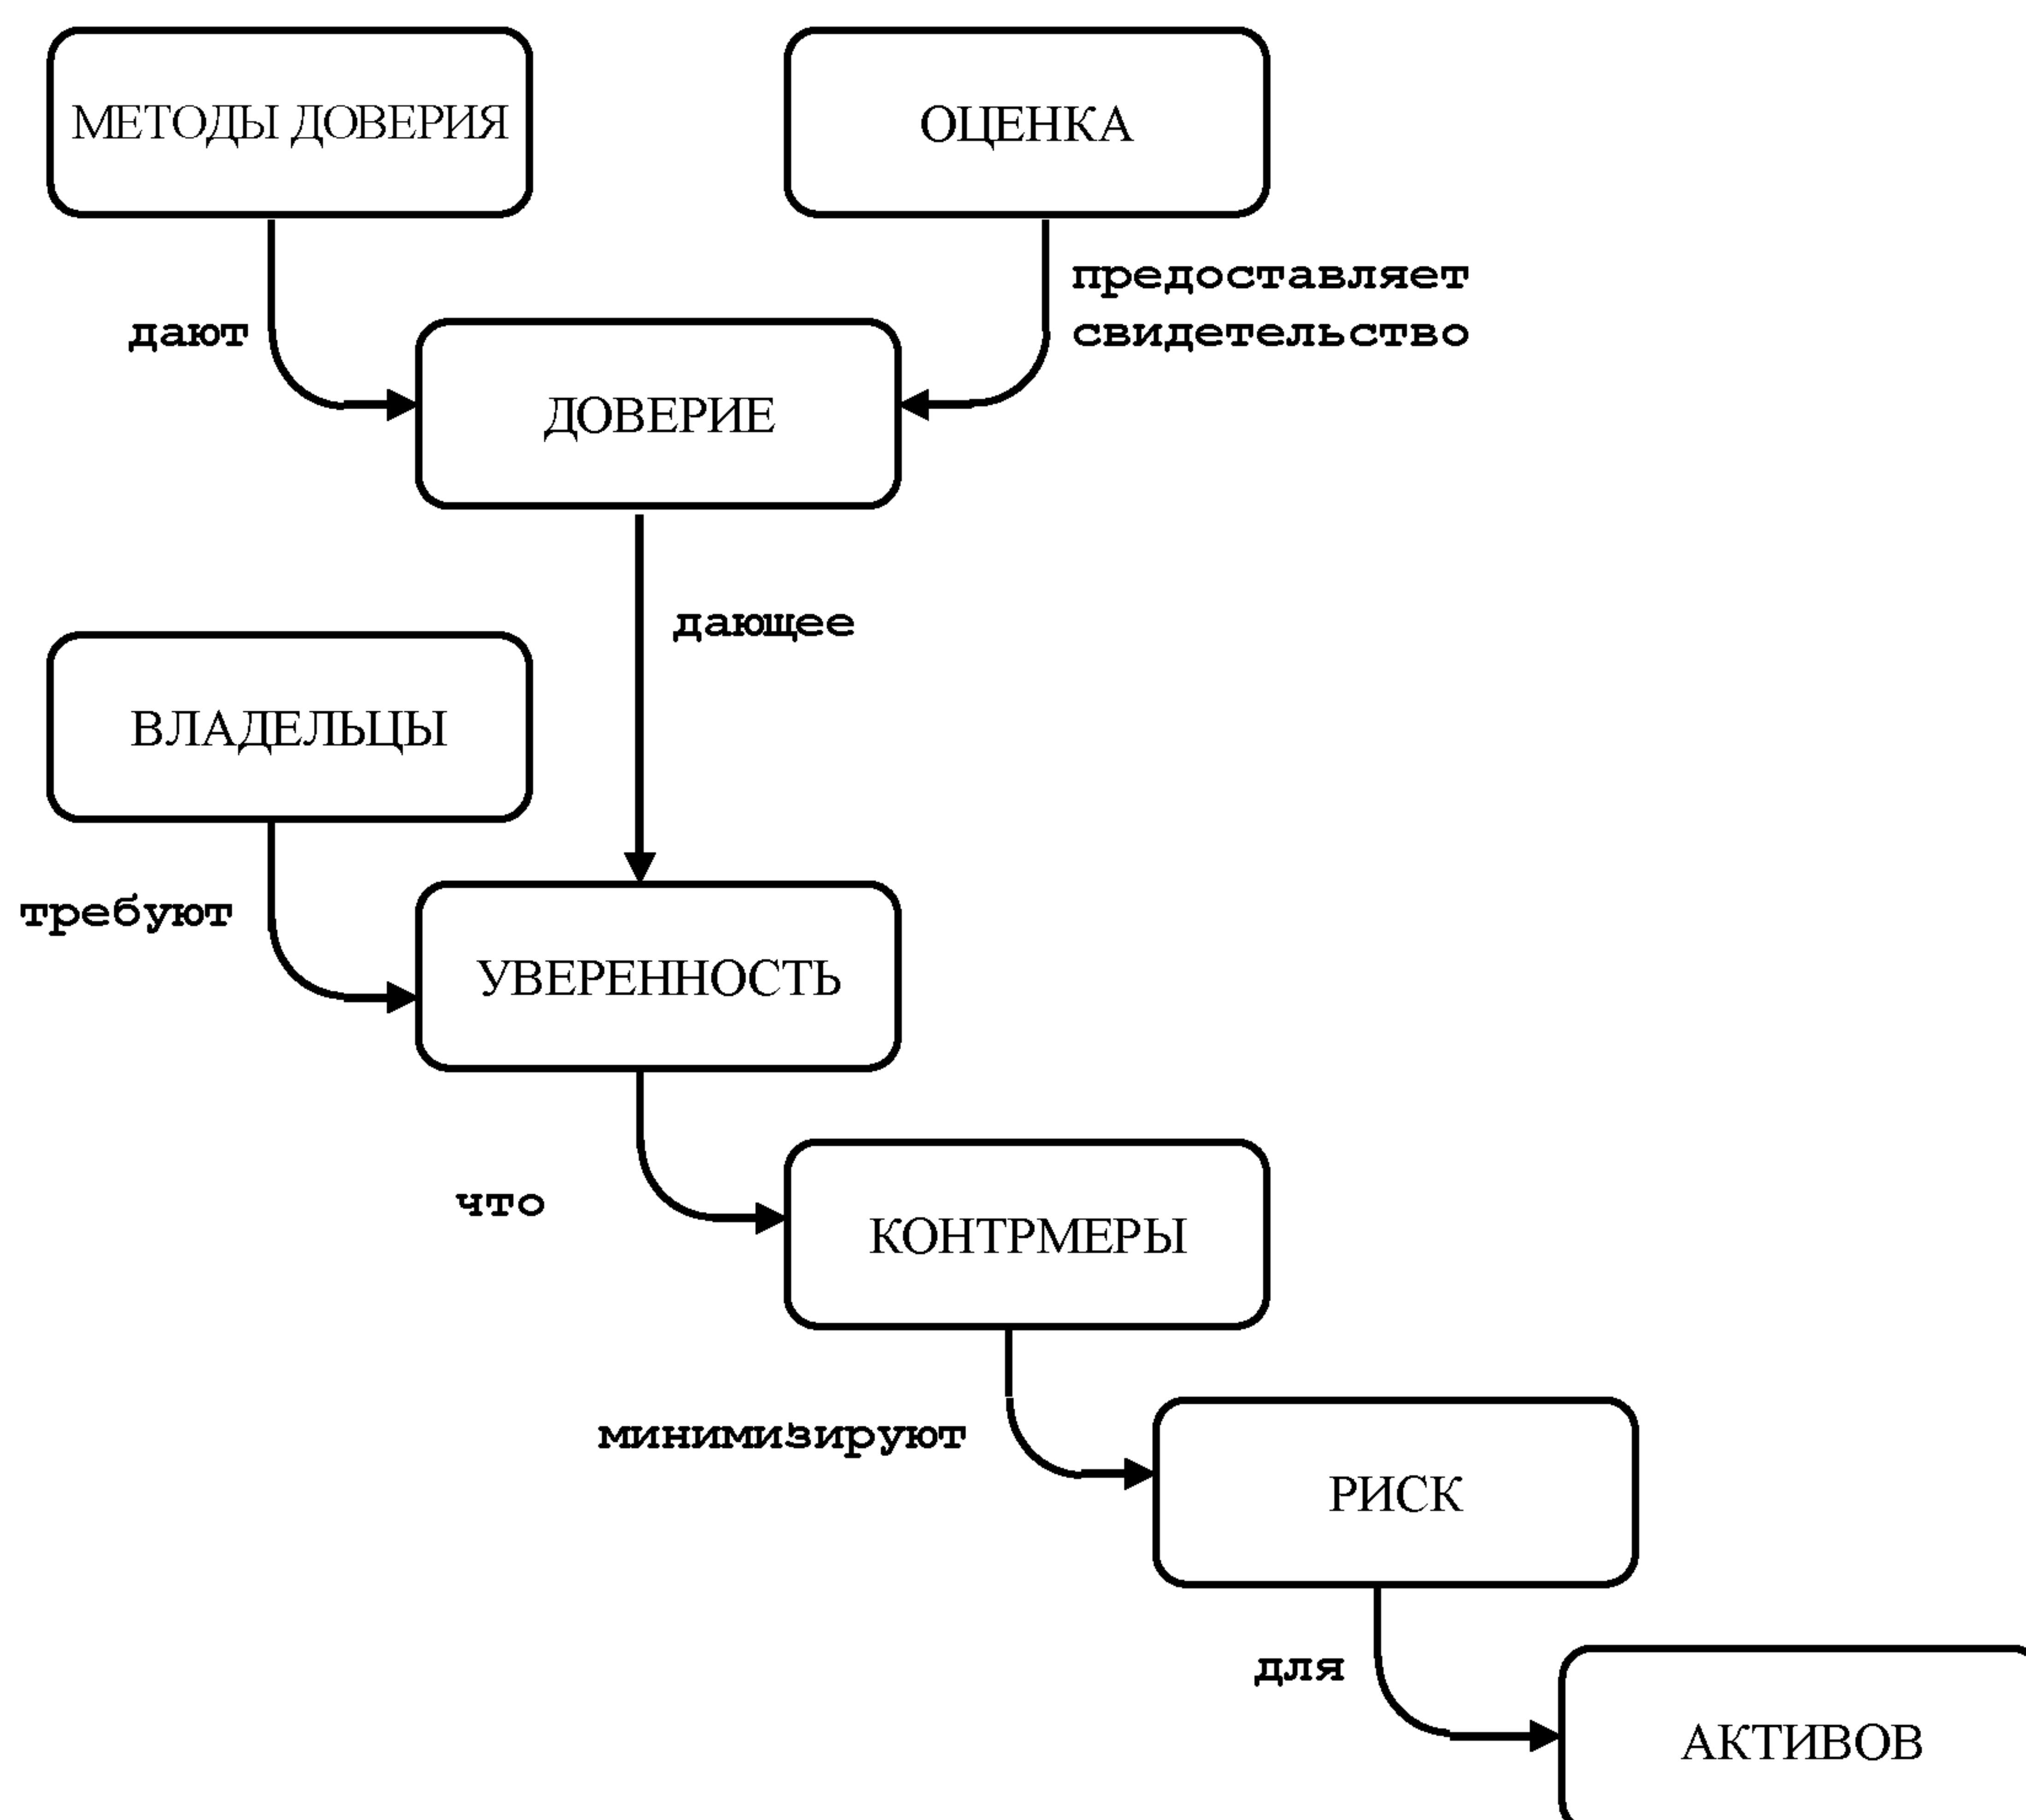 МЕТОДЫ ДОВЕРИЯ
ОЦЕНКА
предоставляет
свидетельство
дают
ДОВЕРИЕ
дающее
ВЛАДЕЛЬЦЫ
требуют
УВЕРЕННОСТЬ
что
КОНТРМЕРЫ
минимизируют
РИСК
для
АКТИВОВ